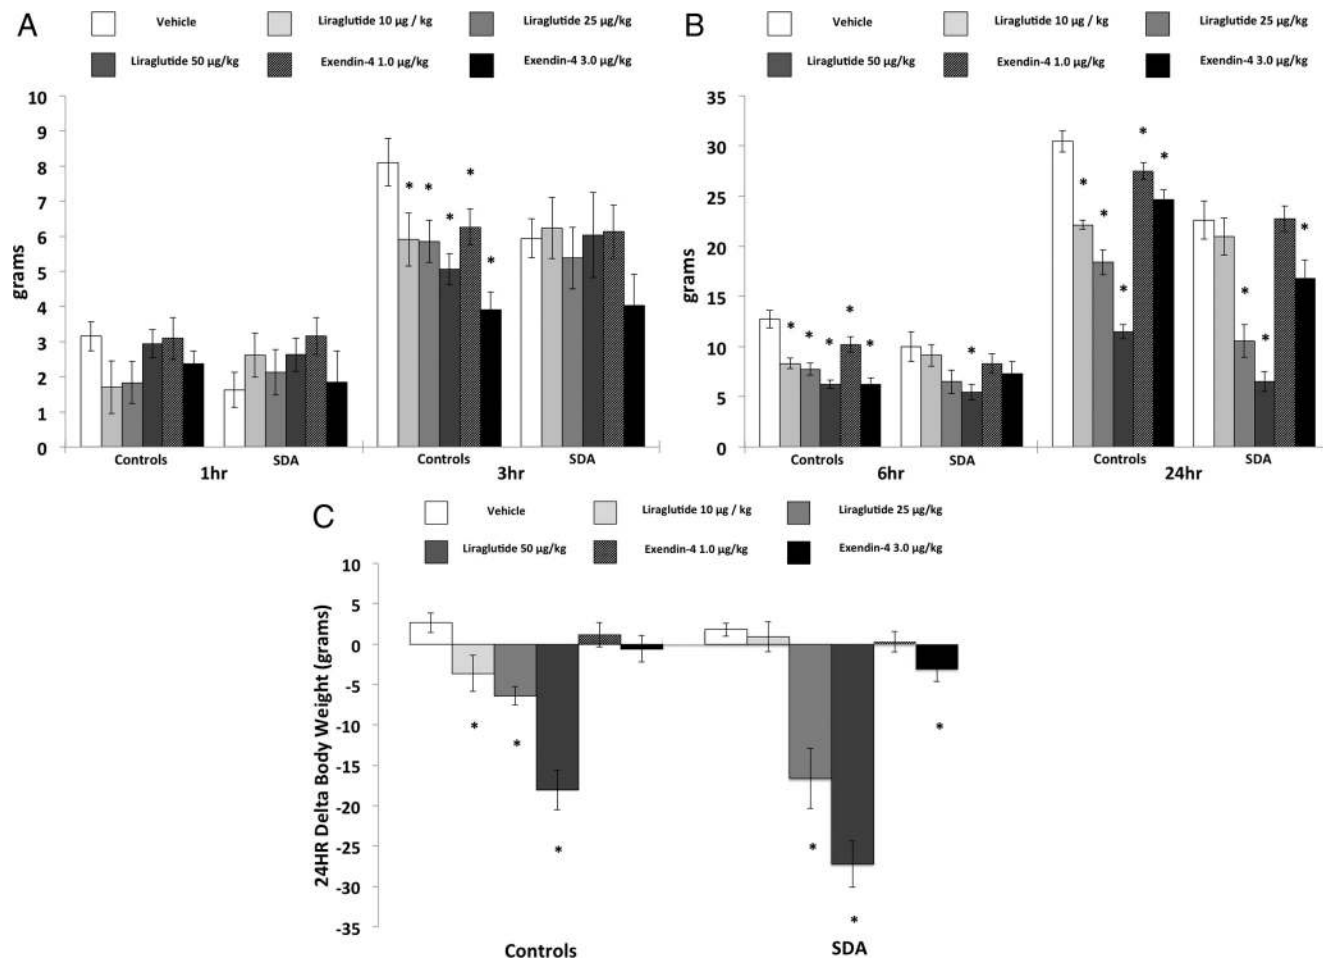 A
Vehicle
Liraglutide 10 µg / kg
Liraglutide 25 µg/kg
Liraglutide 50 µg/kg
Exendin-4 1.0 µg/kg
Exendin-4 3.0 µg/kg
10
9
8
7
6
5
4
3
2
1
0
grams
* * * * *
Controls
SDA
Controls
SDA
1hr
3hr
B
Vehicle
Liraglutide 10 µg/kg
Liraglutide 25 µg/kg
Liraglutide 50 µg/kg
Exendin-4 1.0 µg/kg
Exendin-4 3.0 µg/kg
35
30
25
20
15
10
5
0
grams
* * * * *
*
* * * * *
* * *
Controls
SDA
Controls
SDA
6hr
24hr
C
Vehicle
Liraglutide 10 µg / kg
Liraglutide 25 µg/kg
Liraglutide 50 µg/kg
Exendin-4 1.0 µg/kg
Exendin-4 3.0 µg/kg
10
5
0
-5
-10
-15
-20
-25
-30
-35
24HR Delta Body Weight (grams)
* * *
* * *
Controls
SDA